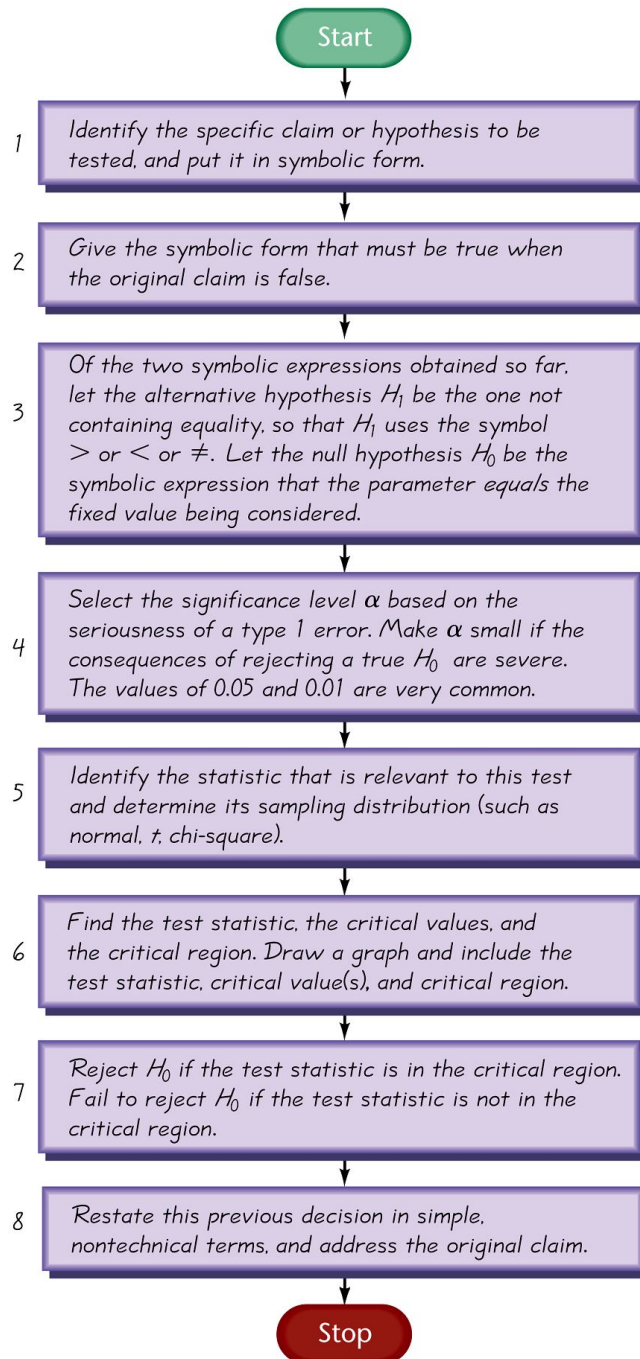 Start
1
Identify the specific claim or hypothesis to be
tested, and put it in symbolic form.
2
Give the symbolic form that must be true when
the original claim is false.
3
Of the two symbolic expressions obtained so far,
let the alternative hypothesis H₁ be the one not
containing equality, so that H₁ uses the symbol
> or < or ≠. Let the null hypothesis H₀ be the
symbolic expression that the parameter equals the
fixed value being considered.
4
Select the significance level α based on the
seriousness of a type 1 error. Make α small if the
consequences of rejecting a true H₀ are severe.
The values of 0.05 and 0.01 are very common.
5
Identify the statistic that is relevant to this test
and determine its sampling distribution (such as
normal, t, chi-square).
6
Find the test statistic, the critical values, and
the critical region. Draw a graph and include the
test statistic, critical value(s), and critical region.
7
Reject H₀ if the test statistic is in the critical region.
Fail to reject H₀ if the test statistic is not in the
critical region.
8
Restate this previous decision in simple,
nontechnical terms, and address the original claim.
Stop